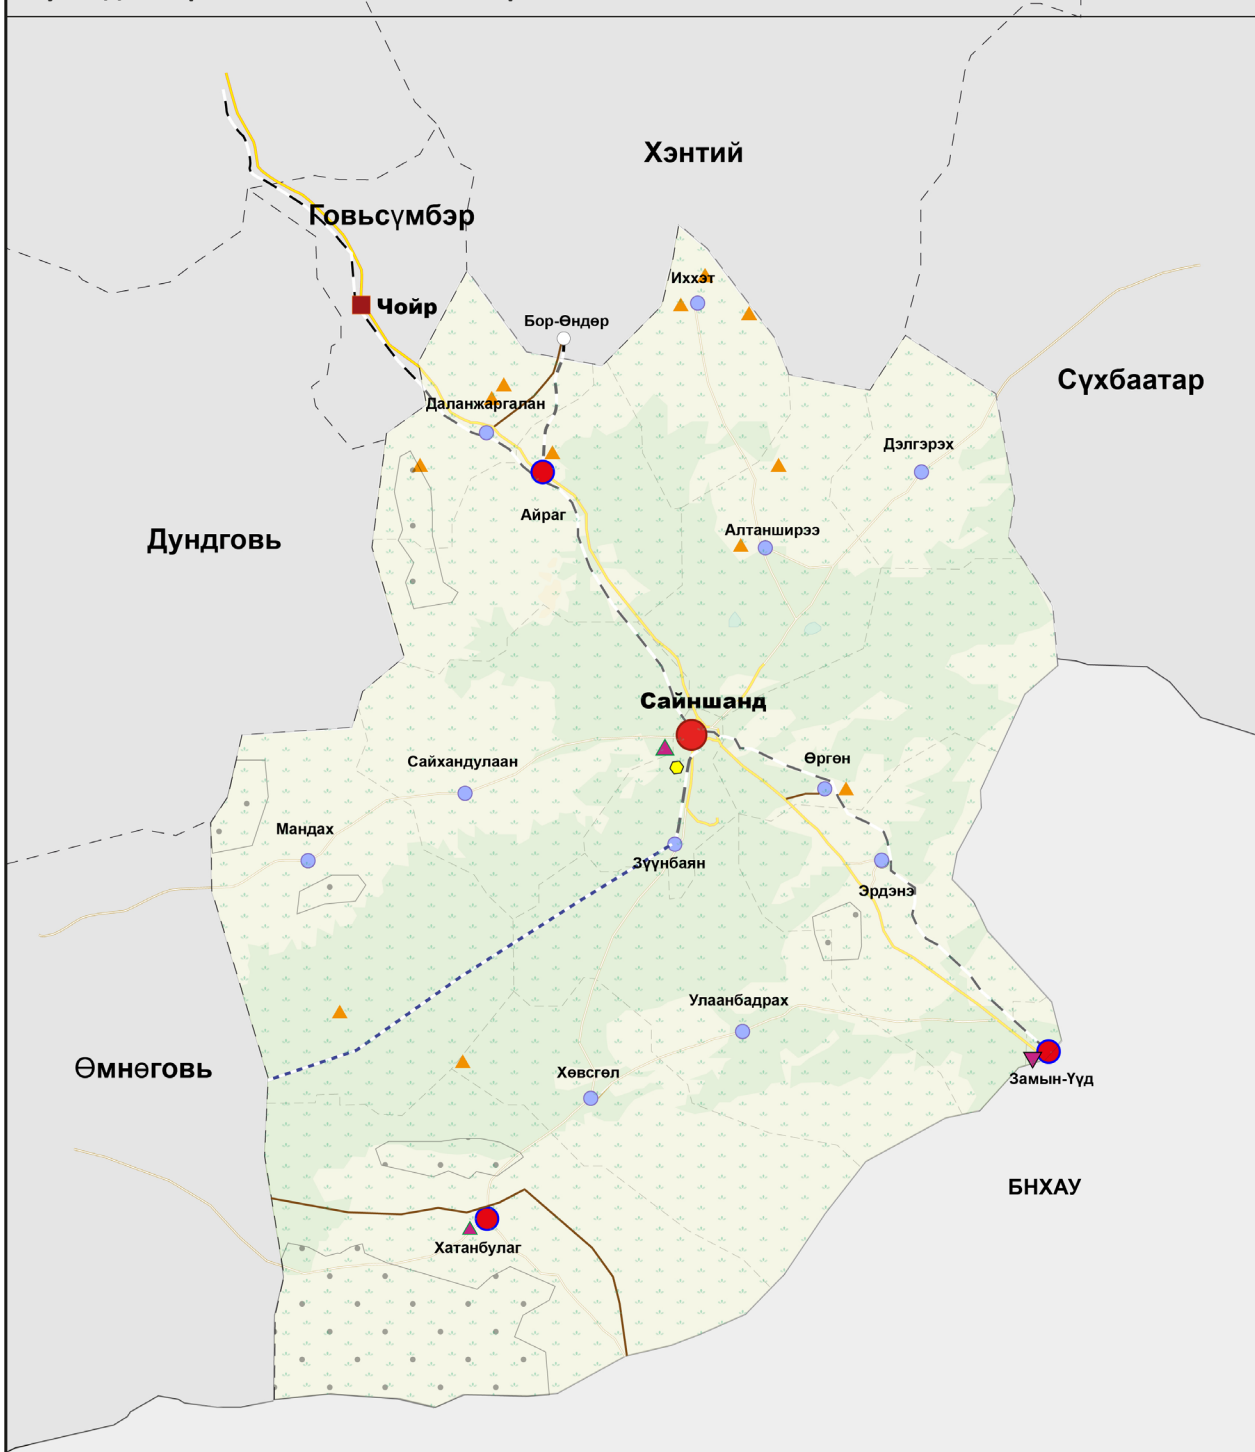 Хэнтий
Говьсүмбэр
Иххэт
Чойр
Бор-Өндөр
Сүхбаатар
Даланжаргалан
Дэлгэрэх
Айраг
Алтанширээ
Дундговь
Сайншанд
Өргөн
Сайхандулаан
Мандах
Зүүнбаян
Эрдэнэ
Улаанбадрах
Өмнөговь
Хөвсгөл
Замын-Үүд
БНХАУ
Хатанбулаг